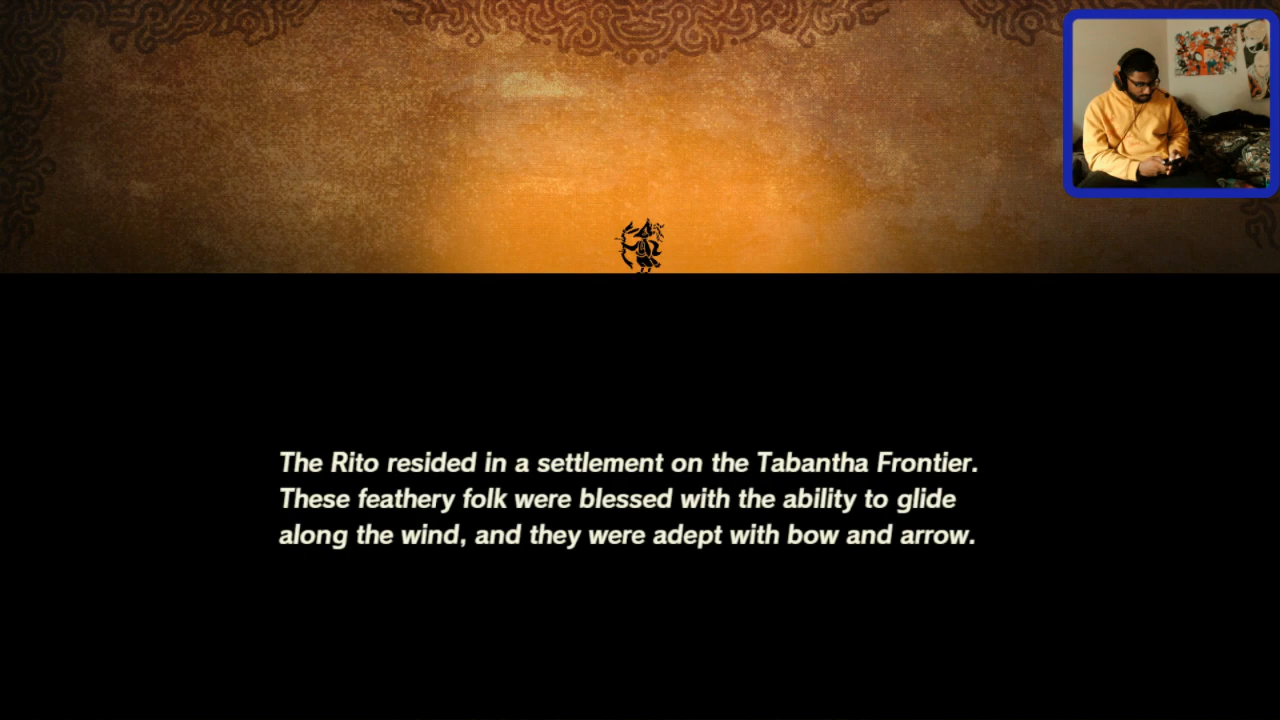 The Rito resided in a settlement on the Tabantha Frontier.
These feathery folk were blessed with the ability to glide
along the wind, and they were adept with bow and arrow.